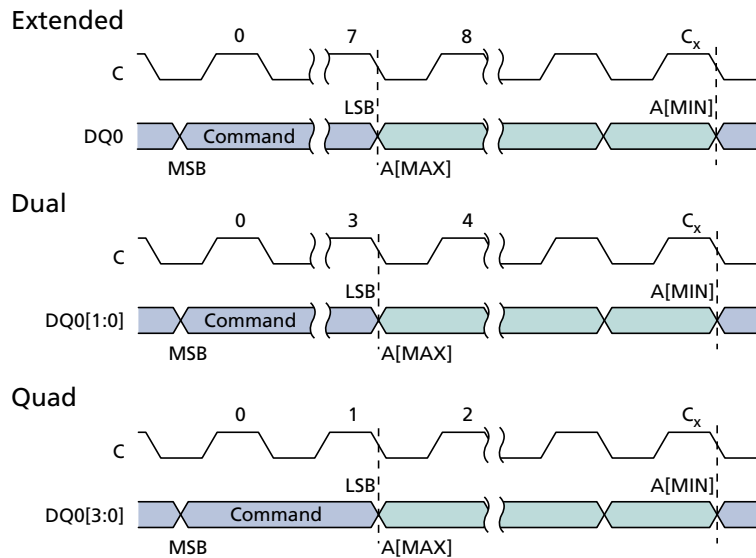 Extended
0 7 8 Cx
C
LSB A[MIN]
DQ0 Command
MSB A[MAX]
Dual
0 3 4 Cx
C
LSB A[MIN]
DQ0[1:0] Command
MSB A[MAX]
Quad
0 1 2 Cx
C
LSB A[MIN]
DQ0[3:0] Command
MSB A[MAX]